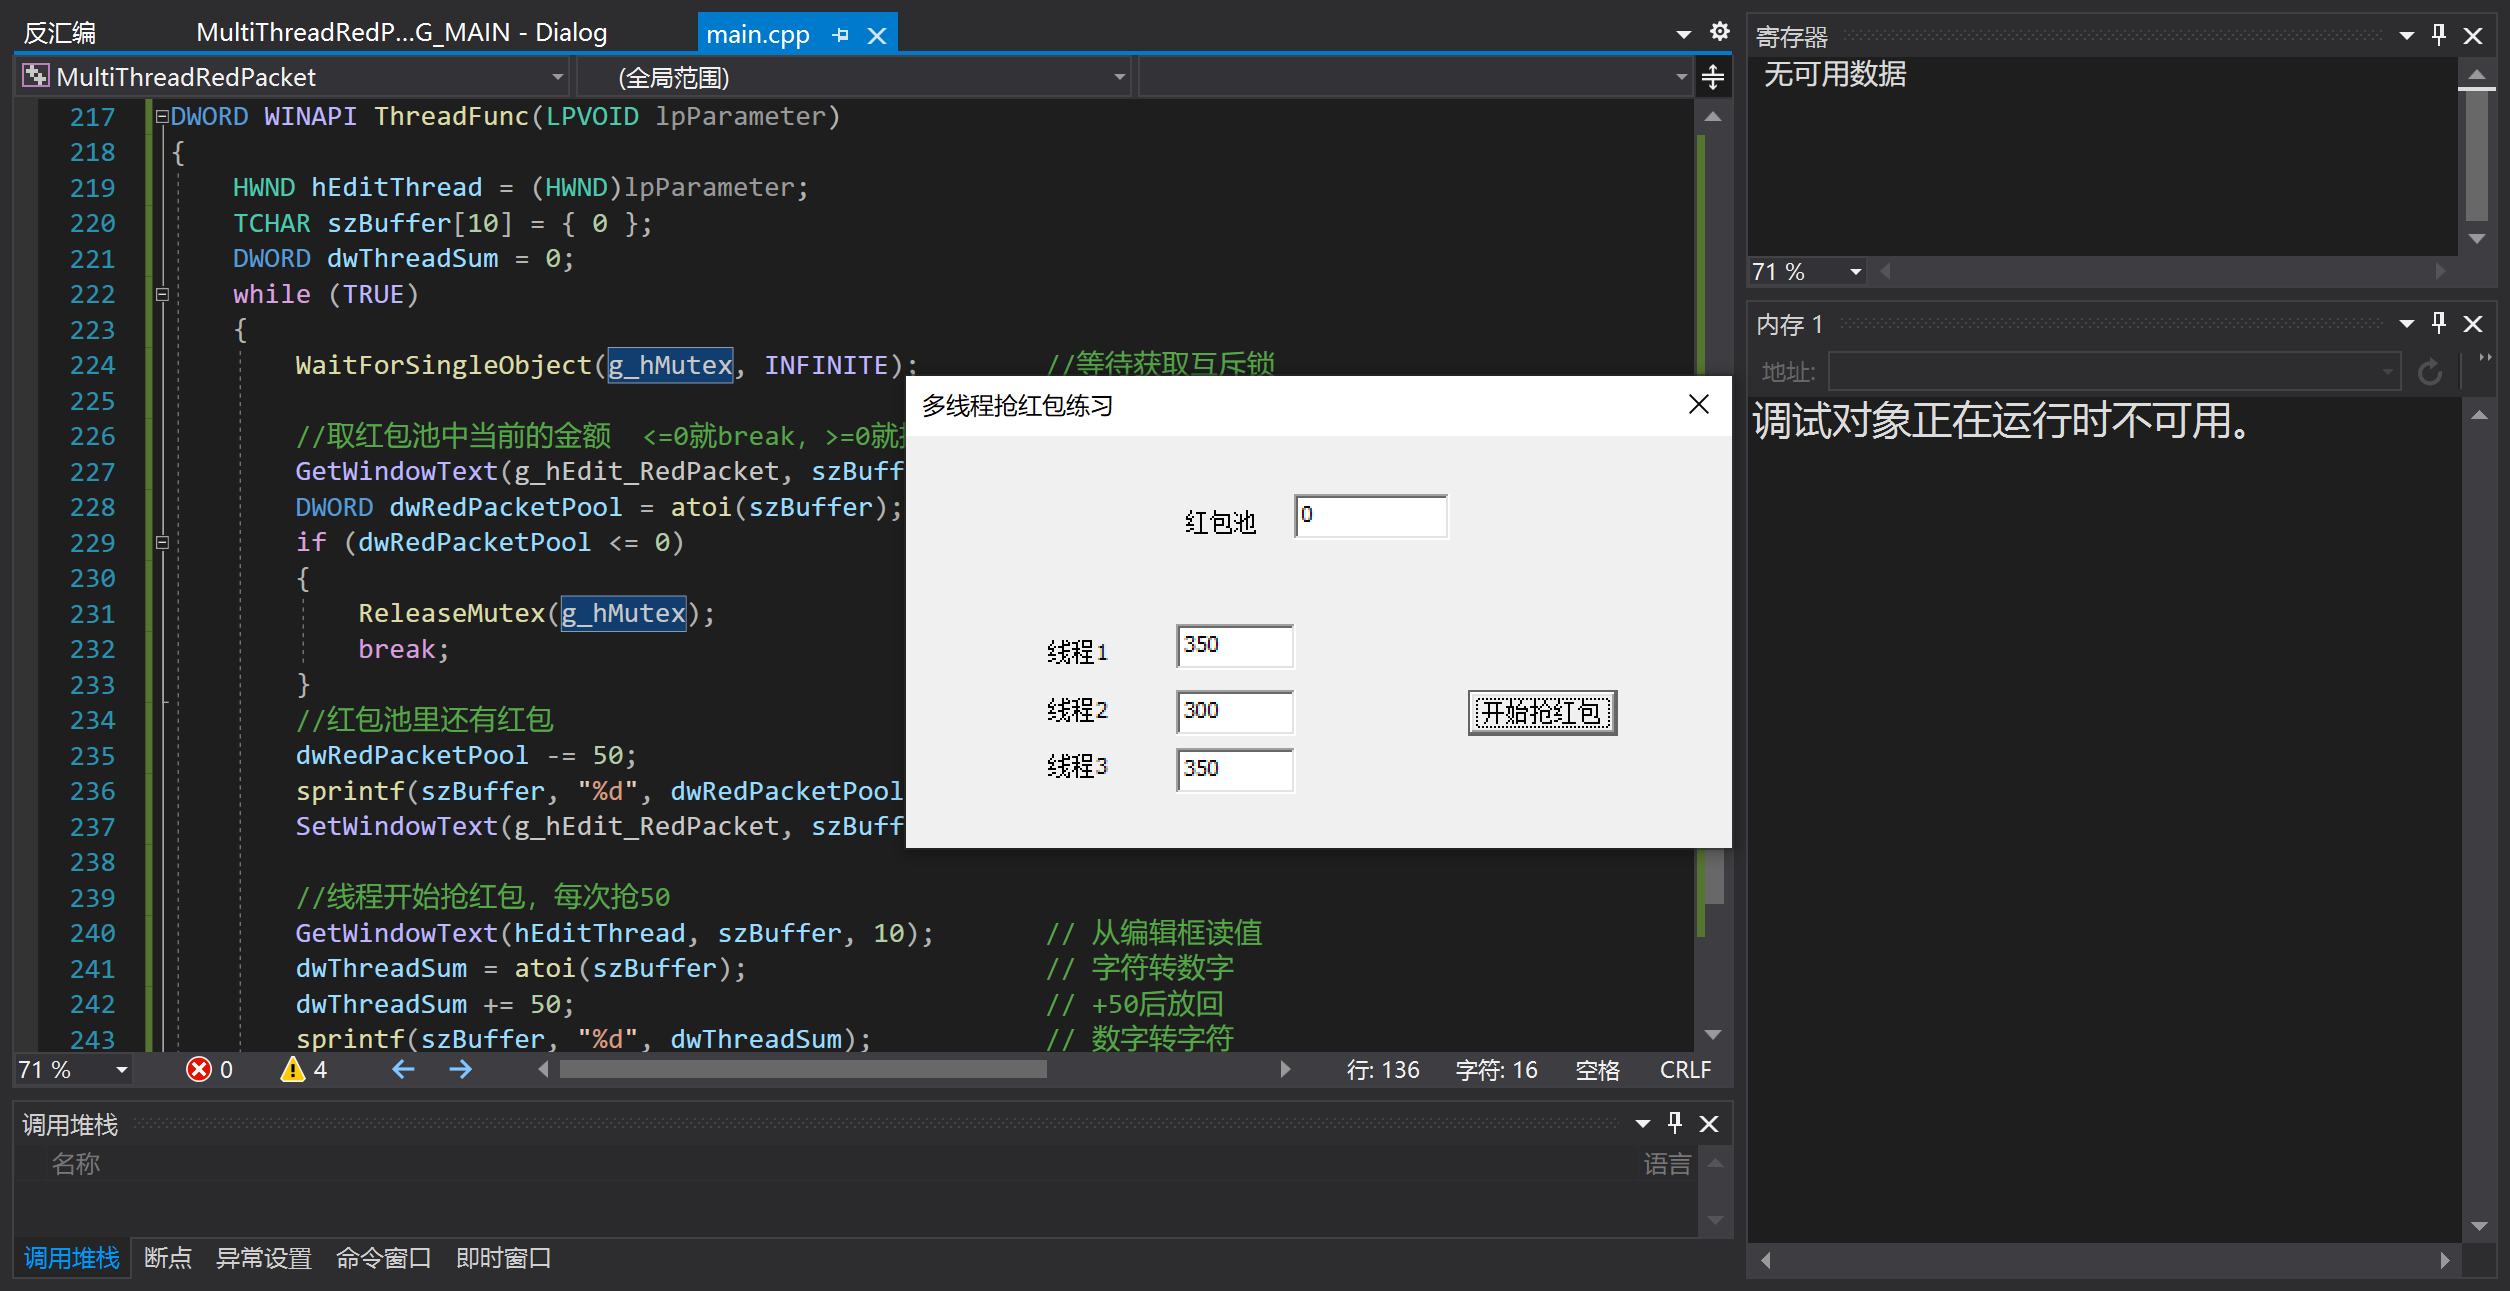 反汇编 MultiThreadRedP...G_MAIN - Dialog main.cpp
MultiThreadRedPacket (全局范围)
217 DWORD WINAPI ThreadFunc(LPVOID lpParameter)
218 {
219 HWND hEditThread = (HWND)lpParameter;
220 TCHAR szBuffer[10] = { 0 };
221 DWORD dwThreadSum = 0;
222 while (TRUE)
223 {
224 WaitForSingleObject(g_hMutex, INFINITE); //等待获取互斥锁
225
226 //取红包池中当前的金额 <=0就break, >=0就
227 GetWindowText(g_hEdit_RedPacket, szBuff
228 DWORD dwRedPacketPool = atoi(szBuffer);
229 if (dwRedPacketPool <= 0)
230 {
231 ReleaseMutex(g_hMutex);
232 break;
233 }
234 //红包池里还有红包
235 dwRedPacketPool -= 50;
236 sprintf(szBuffer, "%d", dwRedPacketPool
237 SetWindowText(g_hEdit_RedPacket, szBuff
238
239 //线程开始抢红包, 每次抢50
240 GetWindowText(hEditThread, szBuffer, 10); // 从编辑框读值
241 dwThreadSum = atoi(szBuffer); // 字符转数字
242 dwThreadSum += 50; // +50后放回
243 sprintf(szBuffer, "%d", dwThreadSum); // 数字转字符
71 % 0 4 行: 136 字符: 16 空格 CRLF
多线程抢红包练习
红包池 0
线程1 350
线程2 300 开始抢红包
线程3 350
调用堆栈
名称 语言
调用堆栈 断点 异常设置 命令窗口 即时窗口
寄存器
无可用数据
71 %
内存 1
地址:
调试对象正在运行时不可用。